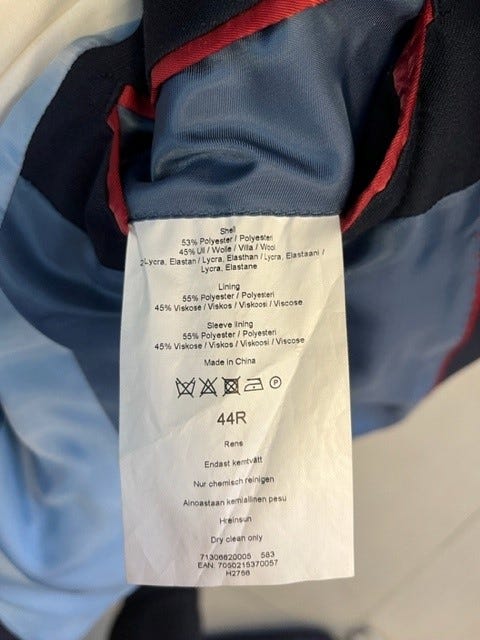 Shell
53% Polyester / Polyesteri
45% Ull / Wolle / Villa / Wool
2 Lycra, Elastan / Lycra, Elasthan / Lycra, Elastaani /
Lycra, Elastane
Lining
55% Polyester / Polyesteri
45% Viskose / Viskos / Viskoosi / Viscose
Sleeve lining
55% Polyester / Polyesteri
45% Viskose / Viskos / Viskoosi / Viscose
Made in China
P
44R
Rens
Endast kemtvätt
Nur chemisch reinigen
Ainoastaan kemiallinen pesu
Hreinsun
Dry clean only
71306620005 583
EAN: 7050215370057
H2766